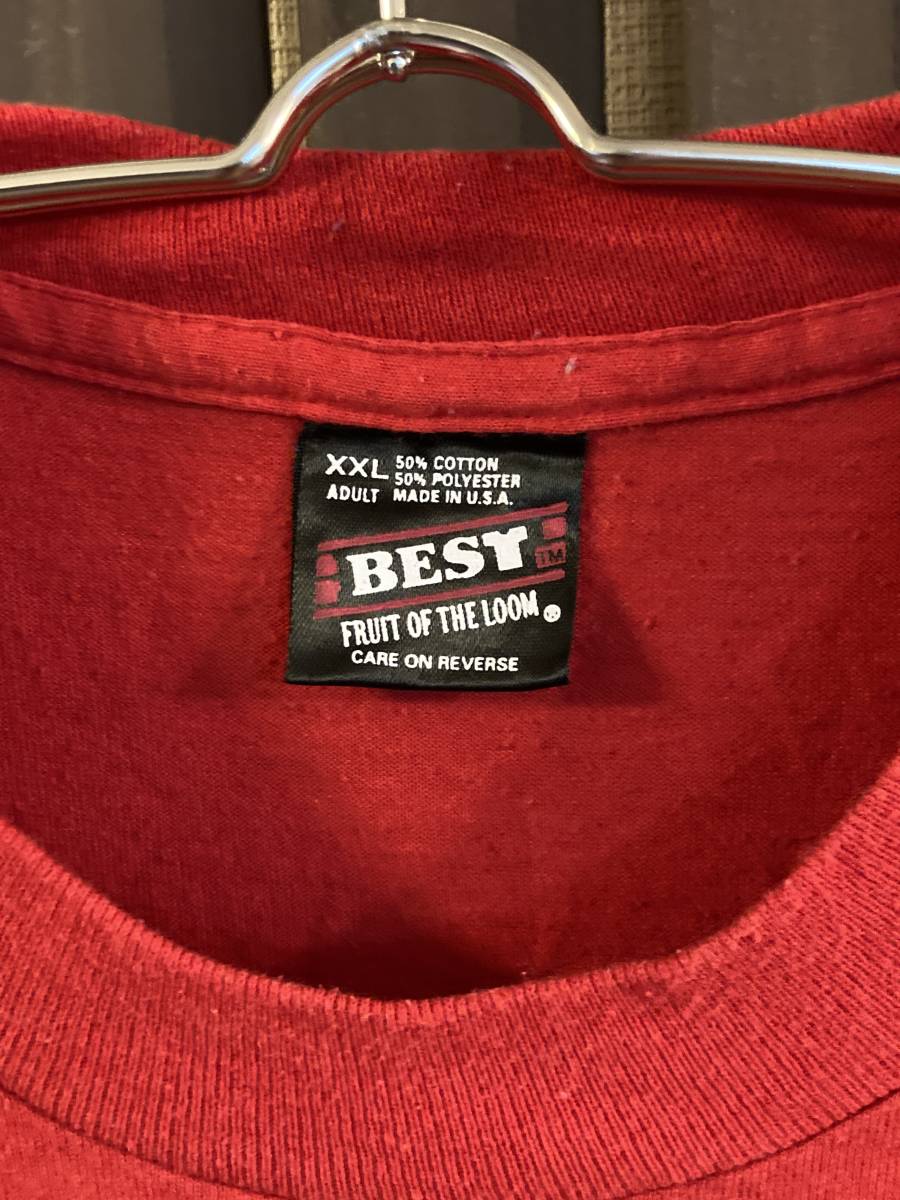 XXL 50% COTTON
50% POLYESTER
ADULT MADE IN U.S.A.
BEST TM
FRUIT OF THE LOOM
CARE ON REVERSE